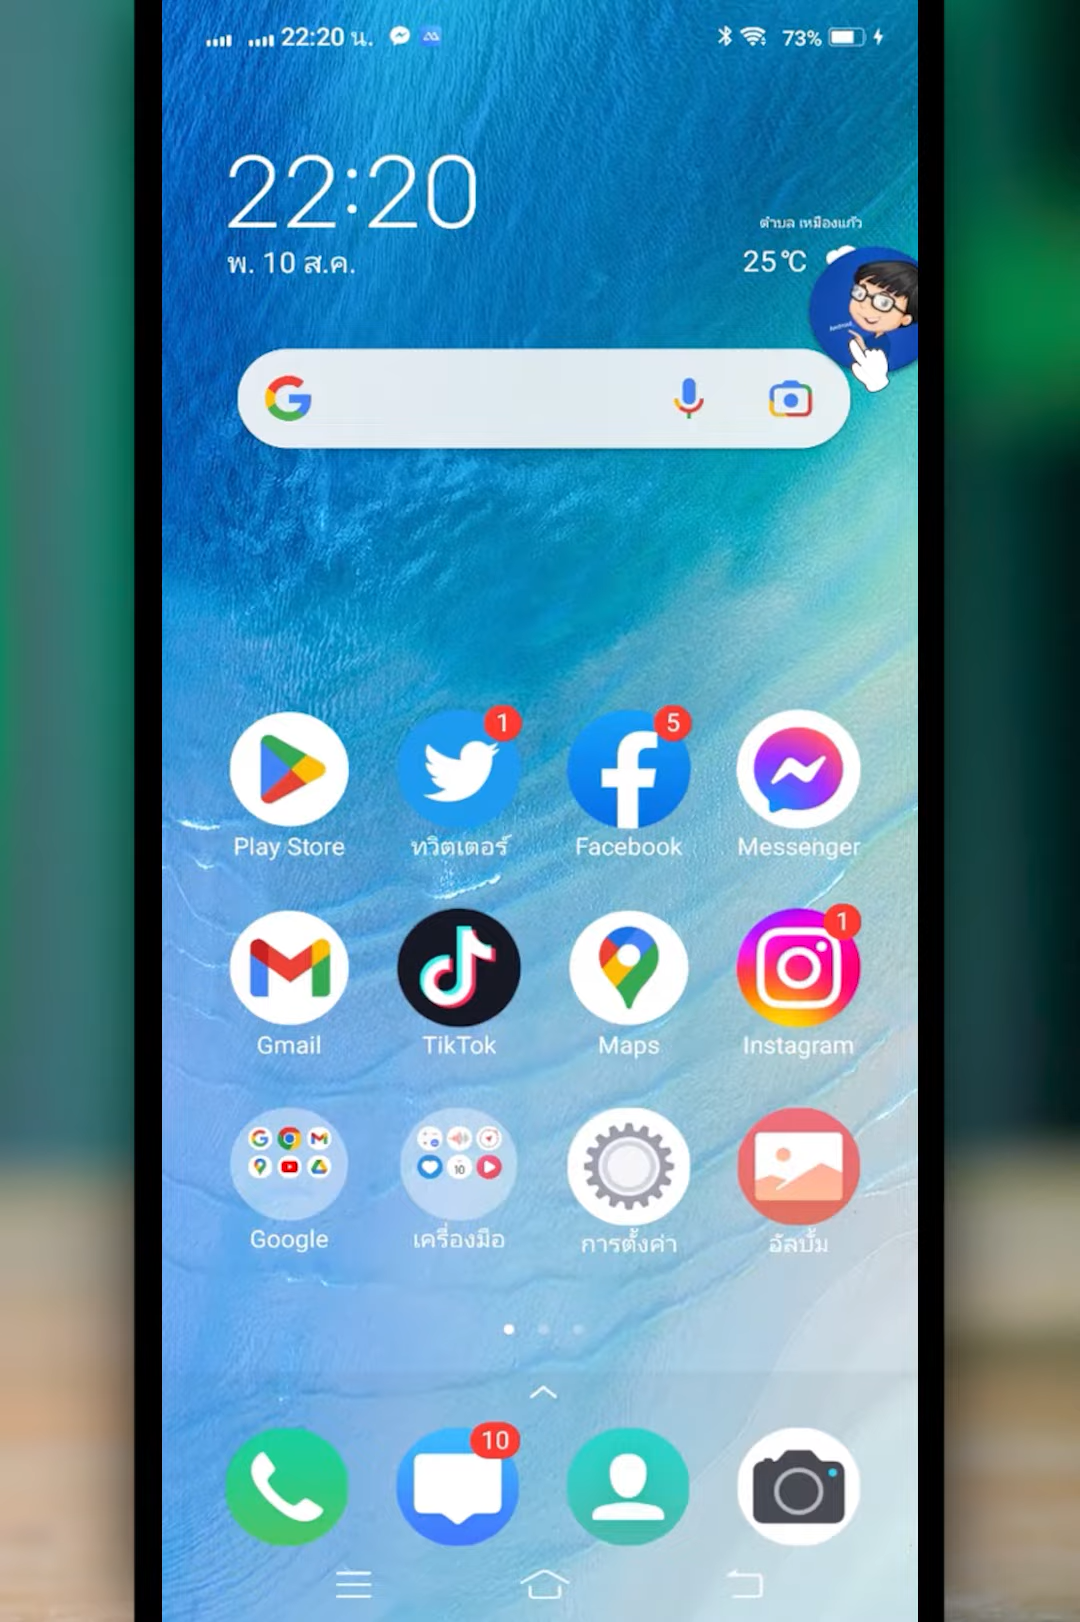 22:20 น.
73%
22:20
พ. 10 ส.ค.
ตำบล เหมืองแก้ว
25°C
Android
1
5
Play Store
ทวิตเตอร์
Facebook
Messenger
1
Gmail
TikTok
Maps
Instagram
10
Google
เครื่องมือ
การตั้งค่า
อัลบั้ม
10